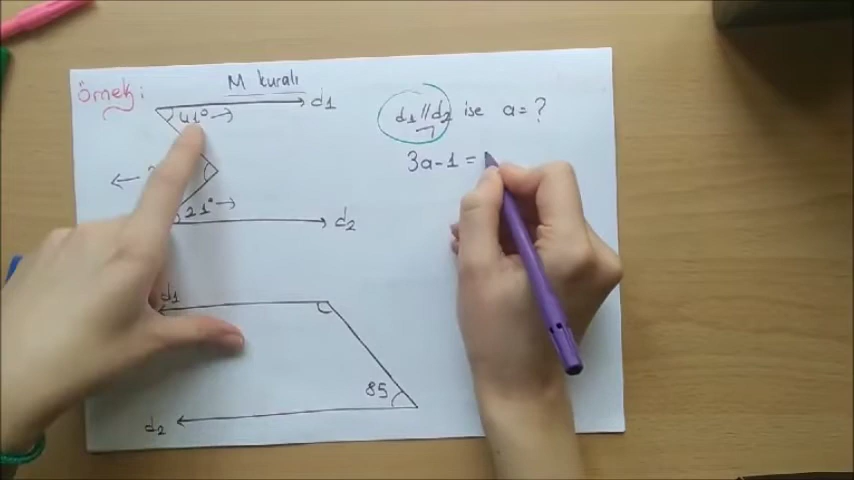 Örnek:
M kuralı
41°
d1
21°
d2
d1//d2 ise a=?
3a-1=
d1
85
d2